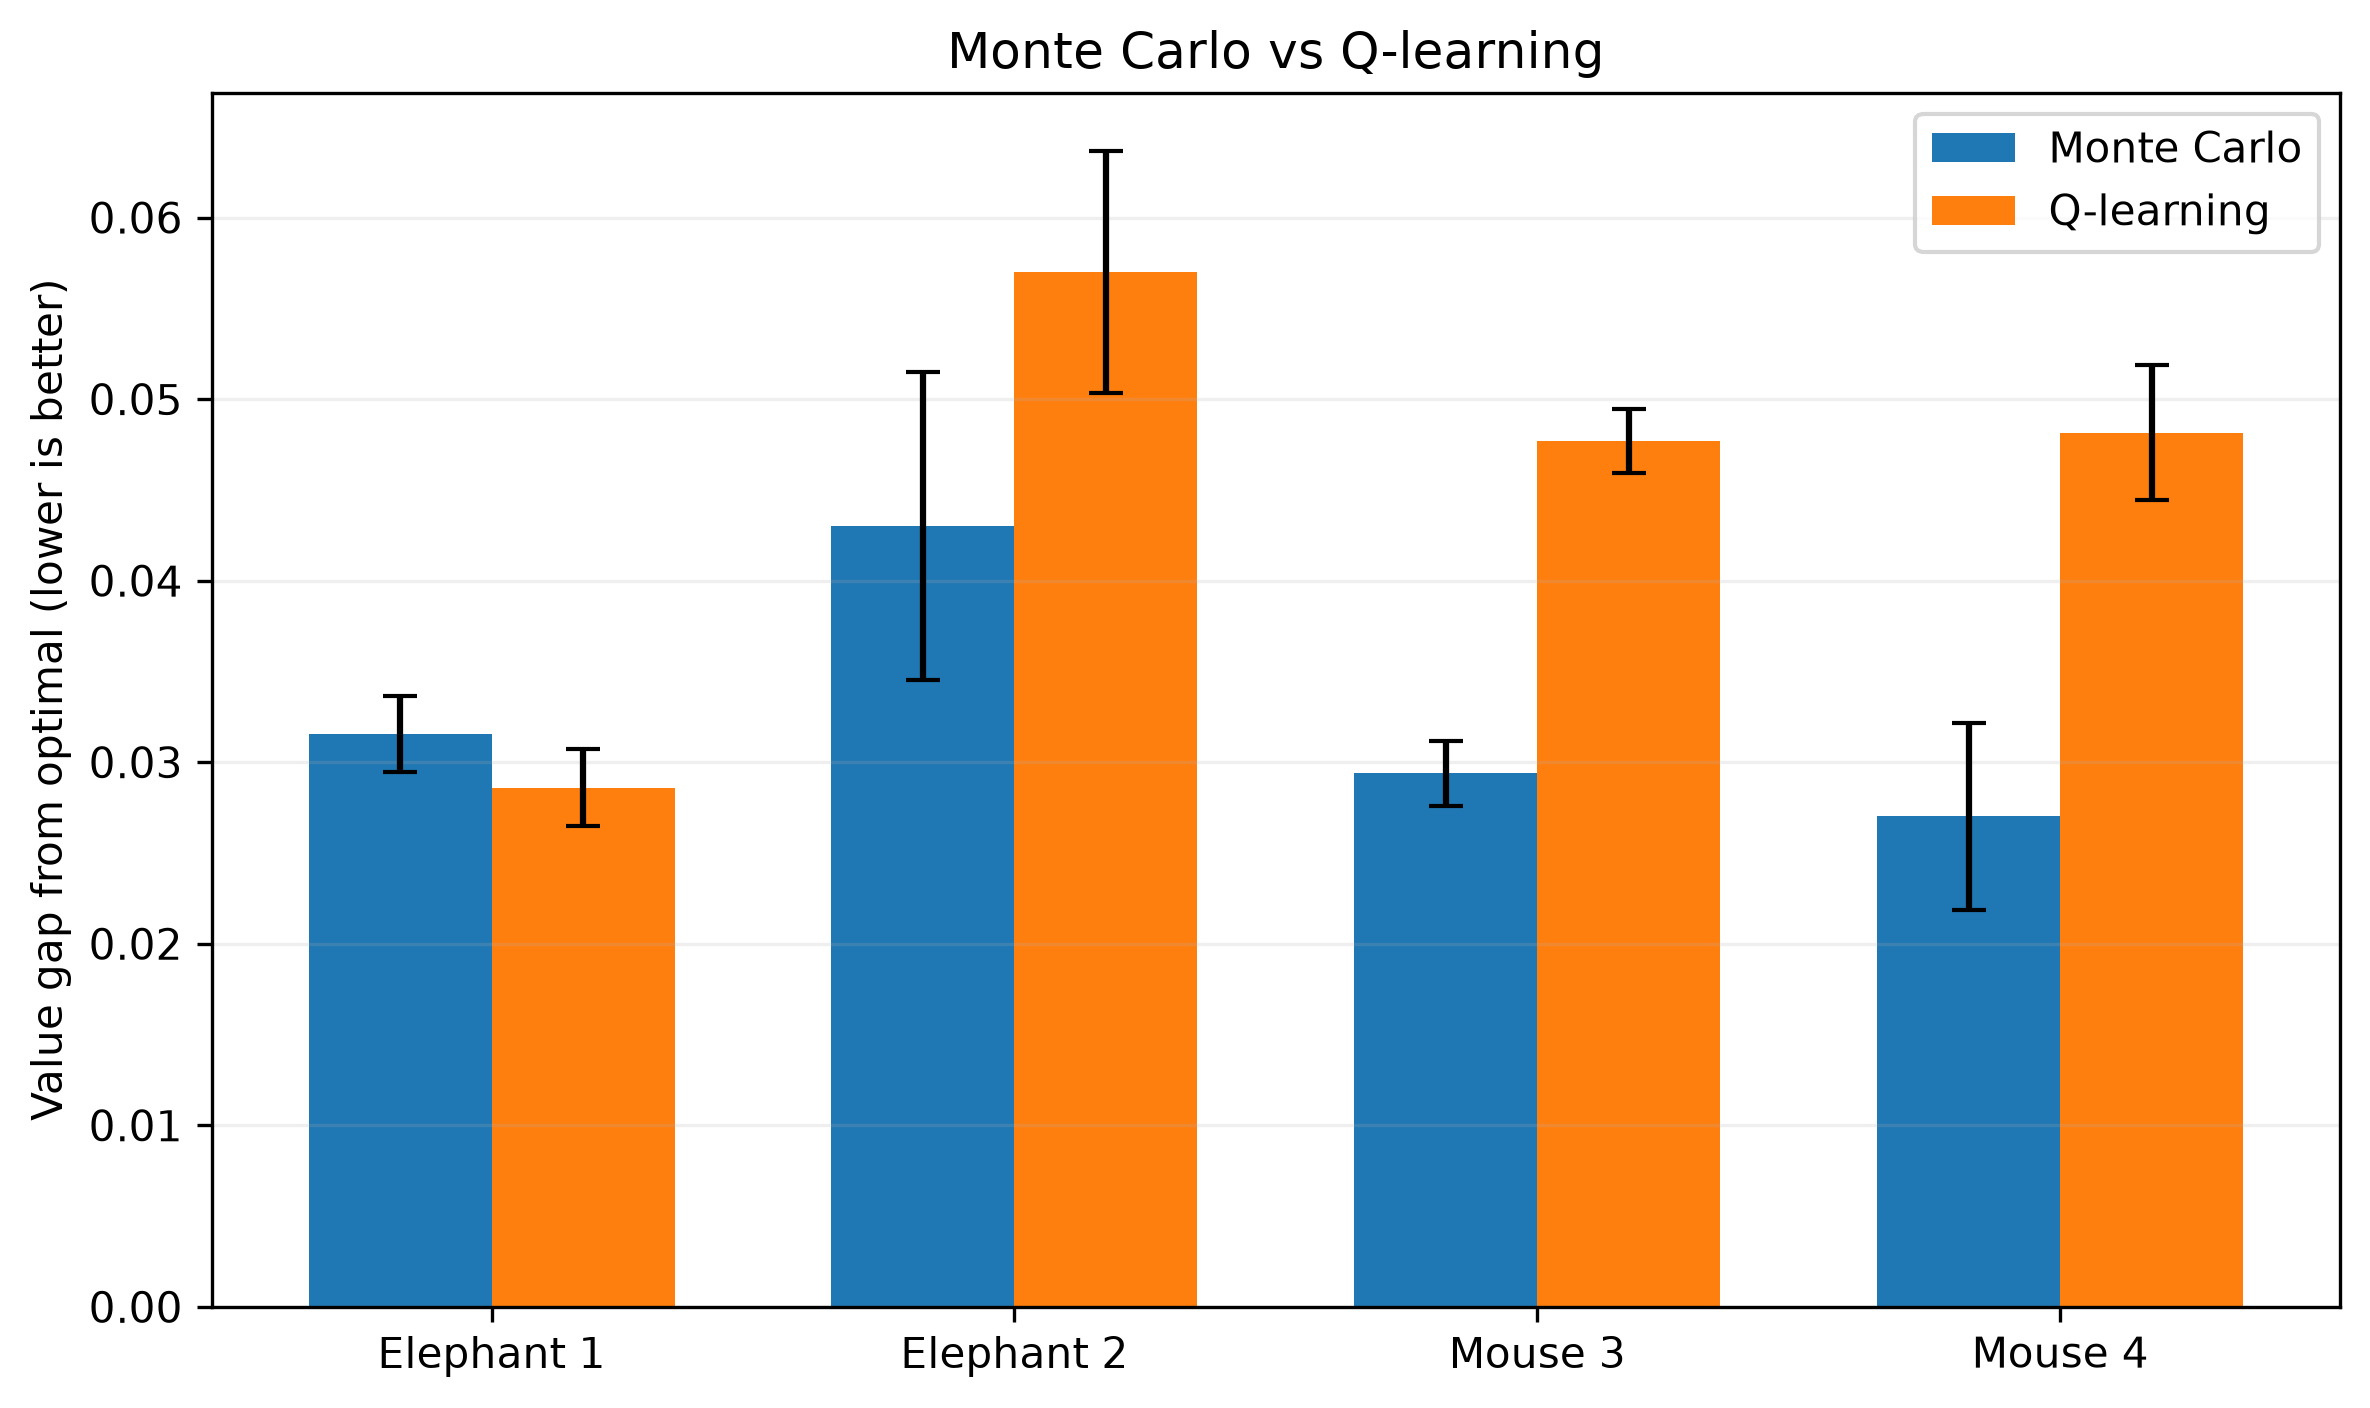 Monte Carlo vs Q-learning
Monte Carlo
Q-learning
Value gap from optimal (lower is better)
0.06
0.05
0.04
0.03
0.02
0.01
0.00
Elephant 1 Elephant 2 Mouse 3 Mouse 4